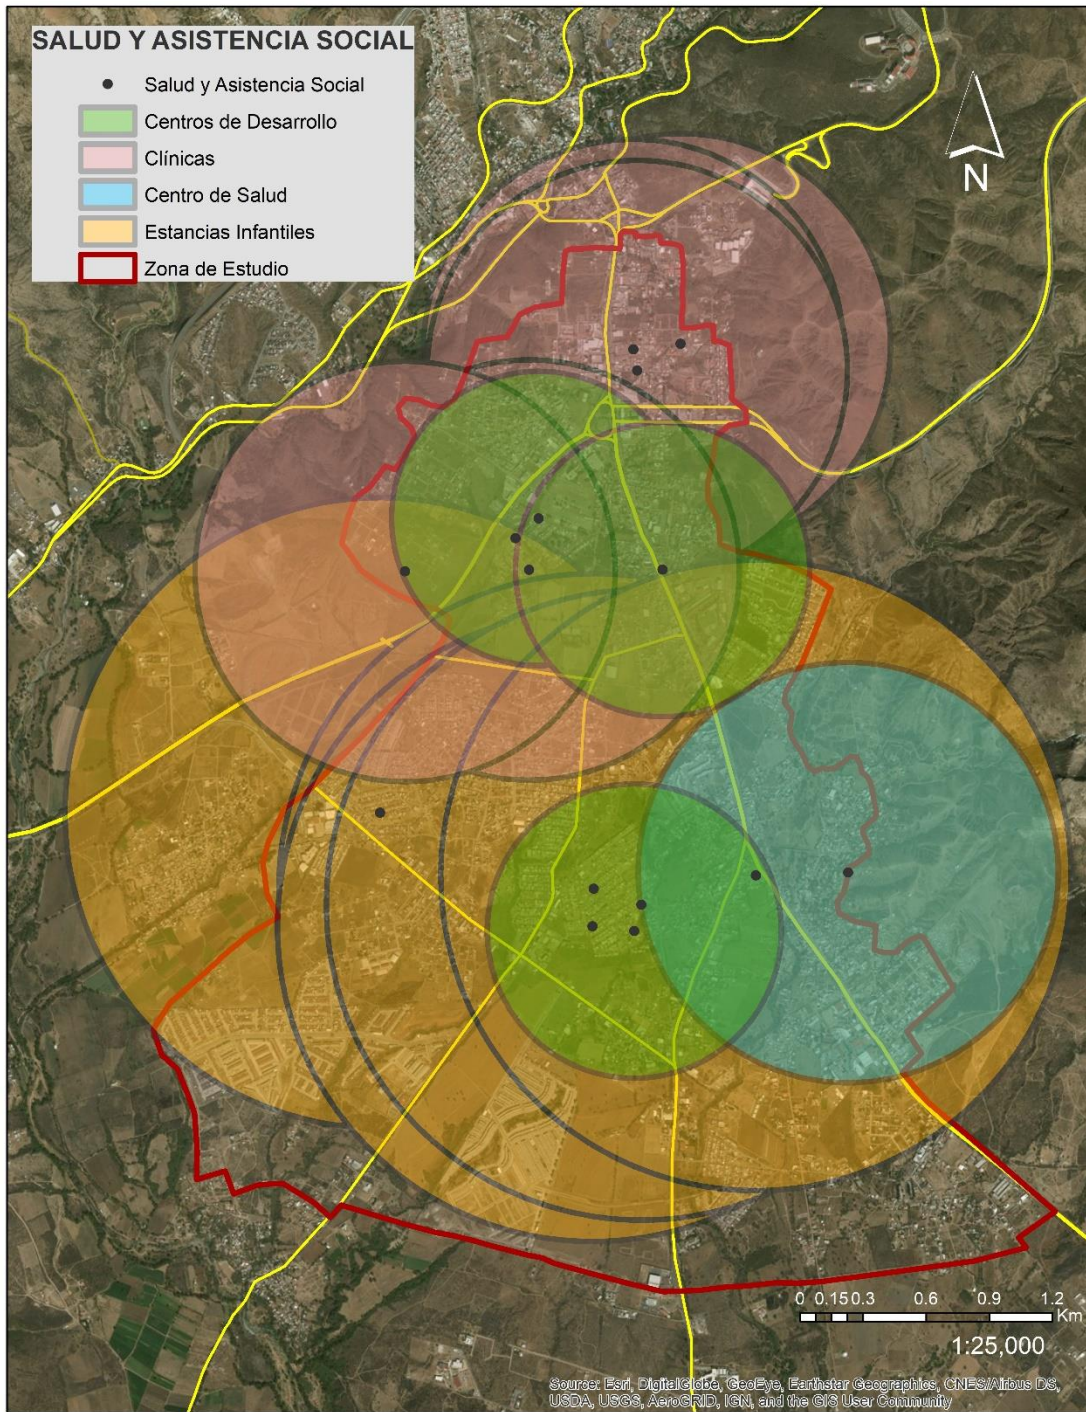 SALUD Y ASISTENCIA SOCIAL
Salud y Asistencia Social
Centros de Desarrollo
Clínicas
Centro de Salud
Estancias Infantiles
Zona de Estudio
N
0 0.15 0.3 0.6 0.9 1.2
Km
1:25,000
Source: Esri, DigitalGlobe, GeoEye, Earthstar Geographics, CNES/Airbus DS,
USDA, USGS, AeroGRID, IGN, and the GIS User Community